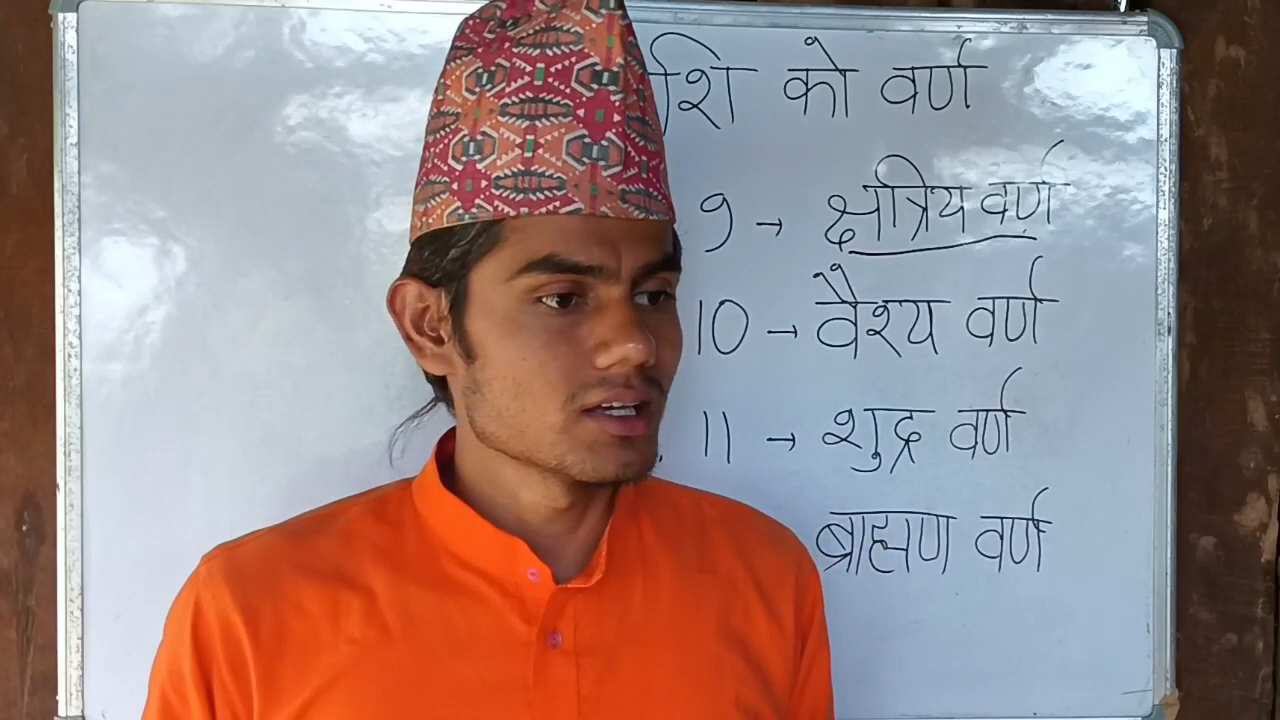 शि को वर्ण
9 → क्षत्रिय वर्ण
10 → वैश्य वर्ण
. 11 → शुद्र वर्ण
ब्राह्मण वर्ण